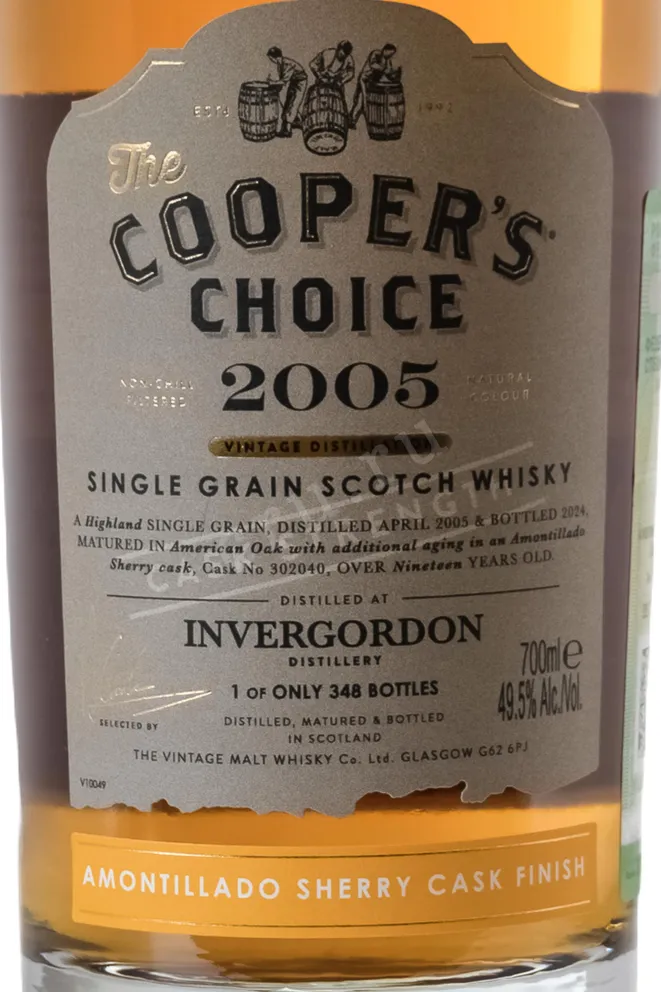 ESTD 1992
The
COOPER'S
CHOICE
NON-CHILL FILTERED
2005
NATURAL COLOUR
VINTAGE
SINGLE GRAIN SCOTCH WHISKY
CASK STRENGTH
A Highland SINGLE GRAIN, DISTILLED APRIL 2005 & BOTTLED 2024,
MATURED IN American Oak with additional aging in an Amontillado
Sherry cask, Cask No 302040, OVER Nineteen YEARS OLD.
DISTILLED AT
INVERGORDON
DISTILLERY
700ml e
49.5% Alc./Vol.
1 OF ONLY 348 BOTTLES
SELECTED BY
DISTILLED, MATURED & BOTTLED
IN SCOTLAND
THE VINTAGE MALT WHISKY Co. Ltd. GLASGOW G62 6PJ
V10049
AMONTILLADO SHERRY CASK FINISH